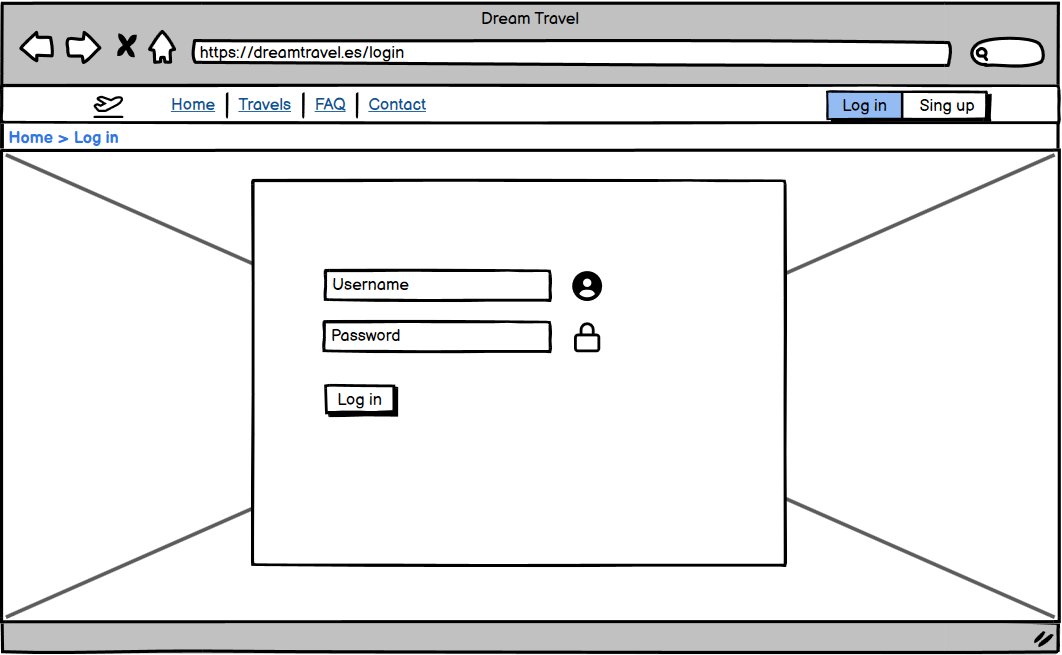 Dream Travel
https://dreamtravel.es/login
Home Travels FAQ Contact Log in Sing up
Home > Log in
Username
Password
Log in